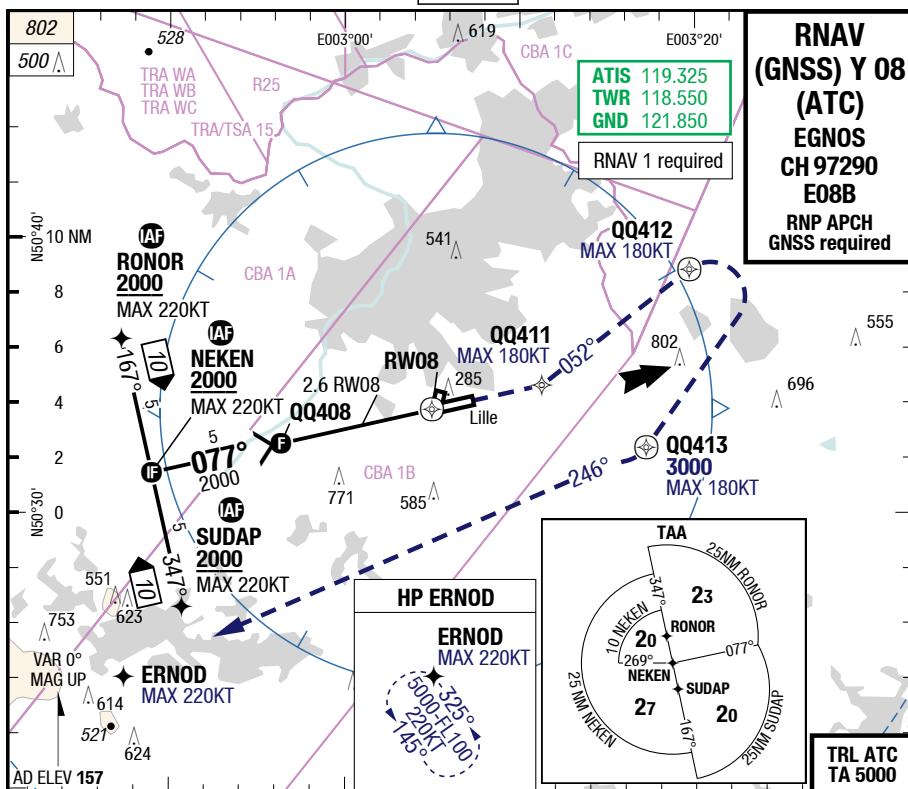 802
500
528
TRA WA
TRA WB
TRA WC
R25
TRA/TSA 15
E003°00'
619
CBA 1C
E003°20'
ATIS 119.325
TWR 118.550
GND 121.850
RNAV 1 required
RNAV
(GNSS) Y 08
(ATC)
EGNOS
CH 97290
E08B
RNP APCH
GNSS required
N50°40'
10 NM
8
6
4
2
0
N50°30'
IAF
RONOR
2000
MAX 220KT
167°
10
5
CBA 1A
541
IAF
NEKEN
2000
MAX 220KT
IF
5
077°
2000
QQ408
F
2.6 RW08
RW08
285
Lille
QQ411
MAX 180KT
052°
QQ412
MAX 180KT
802
555
696
QQ413
3000
MAX 180KT
246°
CBA 1B
771
585
IAF
SUDAP
2000
MAX 220KT
5
347°
10
551
623
753
VAR 0°
MAG UP
614
521
624
ERNOD
MAX 220KT
AD ELEV 157
HP ERNOD
ERNOD
MAX 220KT
325°
5000-FL100
220KT
145°
TAA
25NM RONOR
347°
23
10 NEKEN
20
RONOR
077°
269°
NEKEN
SUDAP
25 NM NEKEN
27
20
167°
25NM SUDAP
TRL ATC
TA 5000